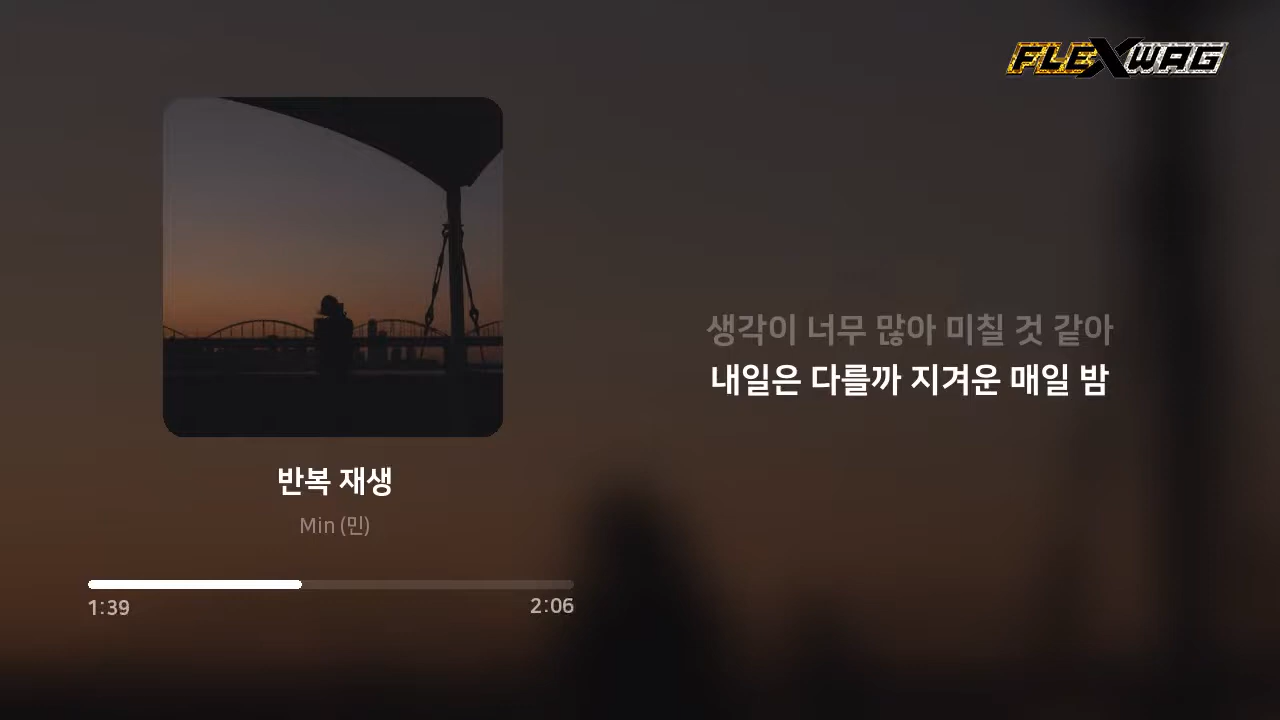 FLEXWAG
생각이 너무 많아 미칠 것 같아
내일은 다를까 지겨운 매일 밤
반복 재생
Min (민)
1:39
2:06